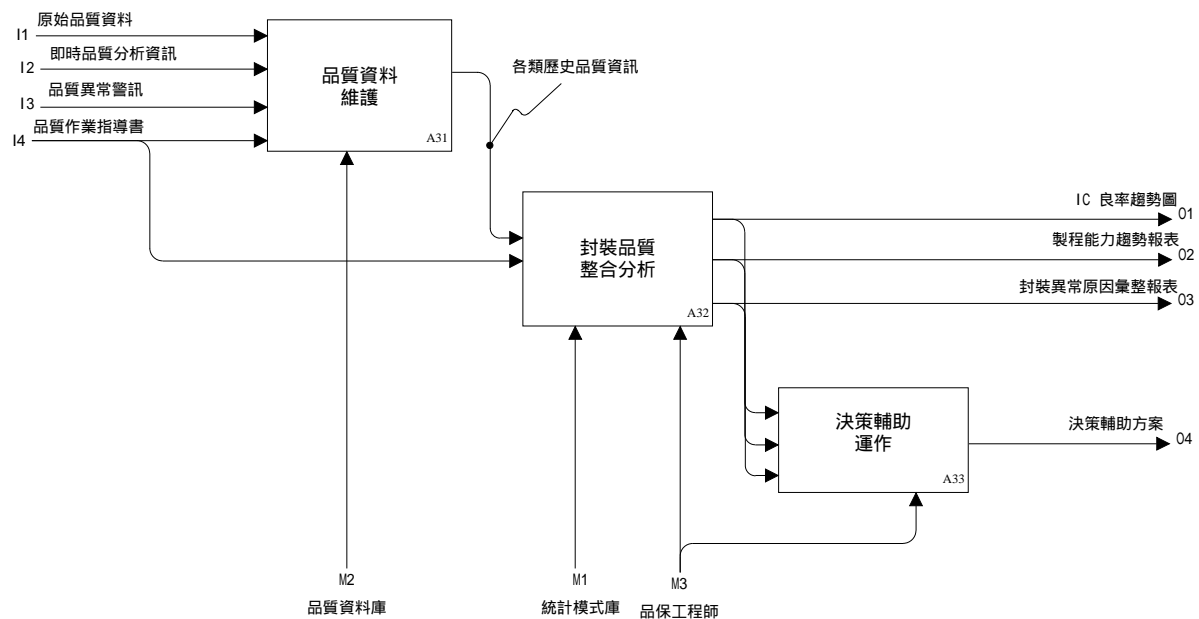 原始品質資料
I1
即時品質分析資訊
I2
品質異常警訊
I3
品質作業指導書
I4
品質資料
維護
A31
各類歷史品質資訊
封裝品質
整合分析
A32
IC 良率趨勢圖
O1
製程能力趨勢報表
O2
封裝異常原因彙整報表
O3
決策輔助
運作
A33
決策輔助方案
O4
M2
品質資料庫
M1
統計模式庫
M3
品保工程師